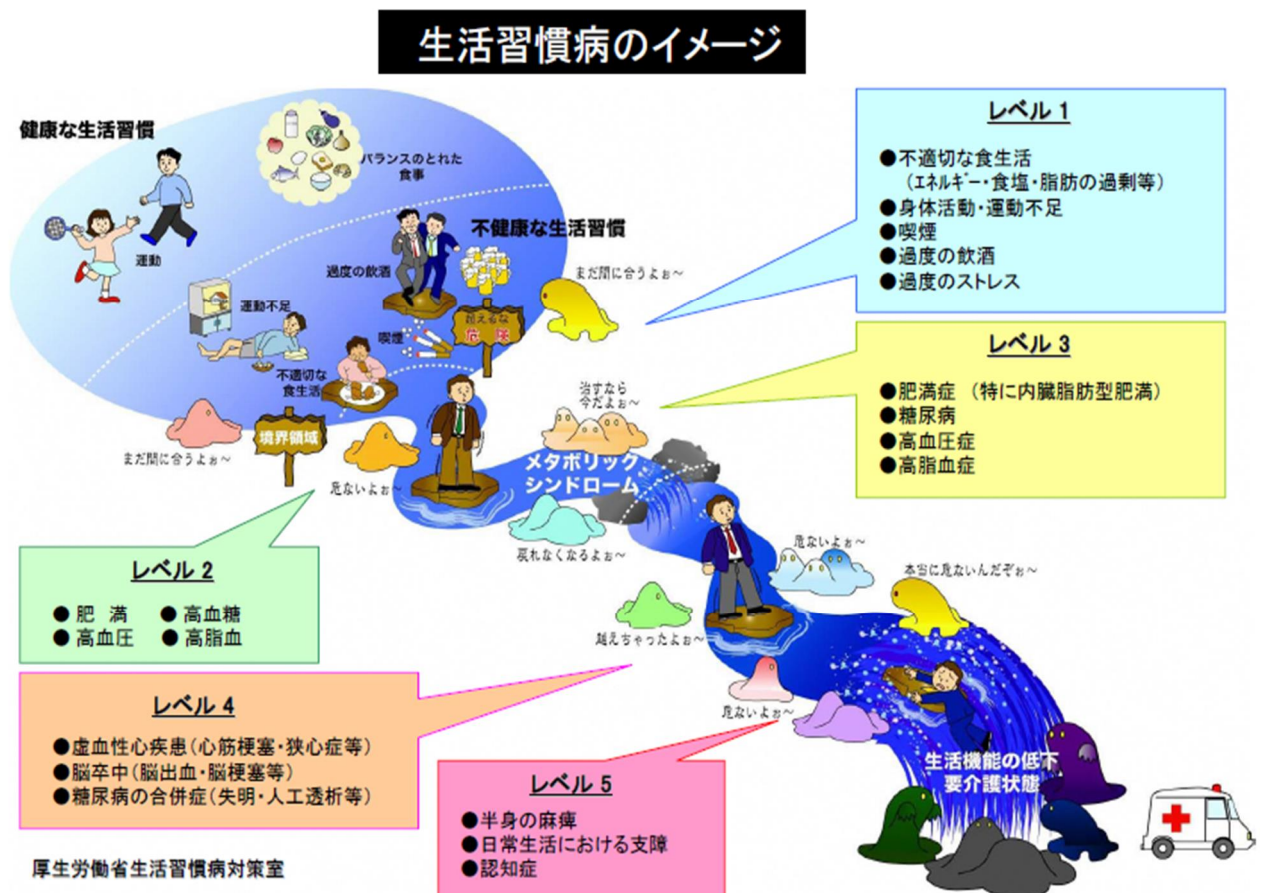 生活習慣病のイメージ
健康な生活習慣
バランスのとれた
食事
運動
不健康な生活習慣
過度の飲酒
まだ間に合うよぉ～
運動不足
超えるな
危険
喫煙
不適切な
食生活
境界領域
まだ間に合うよぉ～
危ないよぉ～
治すなら
今だよぉ～
メタボリック
シンドローム
戻れなくなるよぉ～
危ないよぉ～
越えちゃったよぉ～
本当に危ないんだぞぉ～
危ないよぉ～
生活機能の低下
要介護状態
レベル 1
●不適切な食生活
(ｴﾈﾙｷﾞｰ・食塩・脂肪の過剰等)
●身体活動・運動不足
●喫煙
●過度の飲酒
●過度のストレス
レベル 3
●肥満症 (特に内臓脂肪型肥満)
●糖尿病
●高血圧症
●高脂血症
レベル 2
● 肥 満 ● 高血糖
● 高血圧 ● 高脂血
レベル 4
●虚血性心疾患(心筋梗塞・狭心症等)
●脳卒中(脳出血・脳梗塞等)
●糖尿病の合併症(失明・人工透析等)
レベル 5
●半身の麻痺
●日常生活における支障
●認知症
厚生労働省生活習慣病対策室